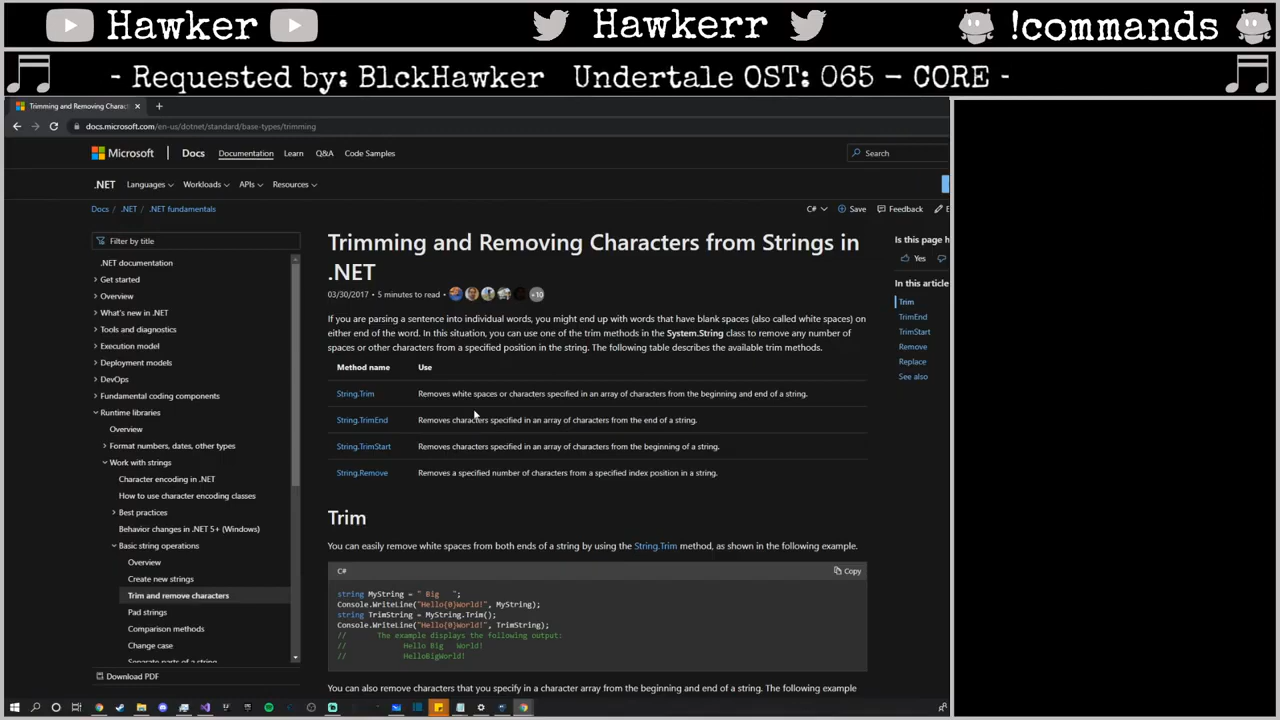 Hawker
Hawkerr
!commands
- Requested by: BlckHawker Undertale OST: 065 - CORE -
Trimming and Removing Charact
docs.microsoft.com/en-us/dotnet/standard/base-types/trimming
Microsoft
Docs
Documentation
Learn
Q&A
Code Samples
Search
.NET
Languages
Workloads
APIs
Resources
Docs / .NET / .NET fundamentals
C#
Save
Feedback
E
Filter by title
.NET documentation
Get started
Overview
What's new in .NET
Tools and diagnostics
Execution model
Deployment models
DevOps
Fundamental coding components
Runtime libraries
Overview
Format numbers, dates, other types
Work with strings
Character encoding in .NET
How to use character encoding classes
Best practices
Behavior changes in .NET 5+ (Windows)
Basic string operations
Overview
Create new strings
Trim and remove characters
Pad strings
Comparison methods
Change case
Separate parts of a string
Download PDF
Trimming and Removing Characters from Strings in
.NET
03/30/2017 • 5 minutes to read •
+10
If you are parsing a sentence into individual words, you might end up with words that have blank spaces (also called white spaces) on
either end of the word. In this situation, you can use one of the trim methods in the System.String class to remove any number of
spaces or other characters from a specified position in the string. The following table describes the available trim methods.
Method name Use
String.Trim Removes white spaces or characters specified in an array of characters from the beginning and end of a string.
String.TrimEnd Removes characters specified in an array of characters from the end of a string.
String.TrimStart Removes characters specified in an array of characters from the beginning of a string.
String.Remove Removes a specified number of characters from a specified index position in a string.
Trim
You can easily remove white spaces from both ends of a string by using the String.Trim method, as shown in the following example.
C#
Copy
string MyString = " Big   ";
Console.WriteLine("Hello{0}World!", MyString);
string TrimString = MyString.Trim();
Console.WriteLine("Hello{0}World!", TrimString);
//       The example displays the following output:
//             Hello Big   World!
//             HelloBigWorld!
You can also remove characters that you specify in a character array from the beginning and end of a string. The following example
Is this page h
Yes
In this article
Trim
TrimEnd
TrimStart
Remove
Replace
See also